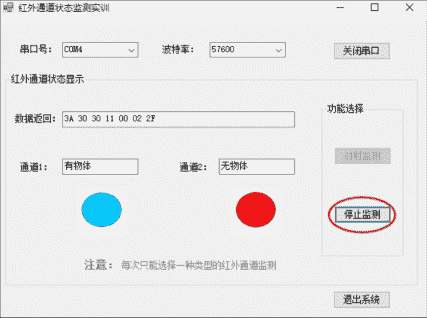 红外通道状态监测实训
串口号： COM4 波特率： 57600 关闭串口
红外通道状态显示
功能选择
数据返回： 3A 30 30 11 00 02 2F
对射监测
通道1： 有物体 通道2： 无物体
停止监测
注意： 每次只能选择一种类型的红外通道监测
退出系统